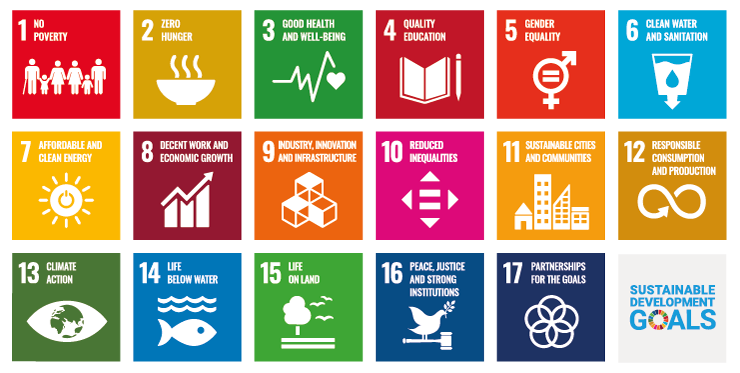 1 NO
POVERTY
2 ZERO
HUNGER
3 GOOD HEALTH
AND WELL-BEING
4 QUALITY
EDUCATION
5 GENDER
EQUALITY
6 CLEAN WATER
AND SANITATION
7 AFFORDABLE AND
CLEAN ENERGY
8 DECENT WORK AND
ECONOMIC GROWTH
9 INDUSTRY, INNOVATION
AND INFRASTRUCTURE
10 REDUCED
INEQUALITIES
11 SUSTAINABLE CITIES
AND COMMUNITIES
12 RESPONSIBLE
CONSUMPTION
AND PRODUCTION
13 CLIMATE
ACTION
14 LIFE
BELOW WATER
15 LIFE
ON LAND
16 PEACE, JUSTICE
AND STRONG
INSTITUTIONS
17 PARTNERSHIPS
FOR THE GOALS
SUSTAINABLE
DEVELOPMENT
GOALS